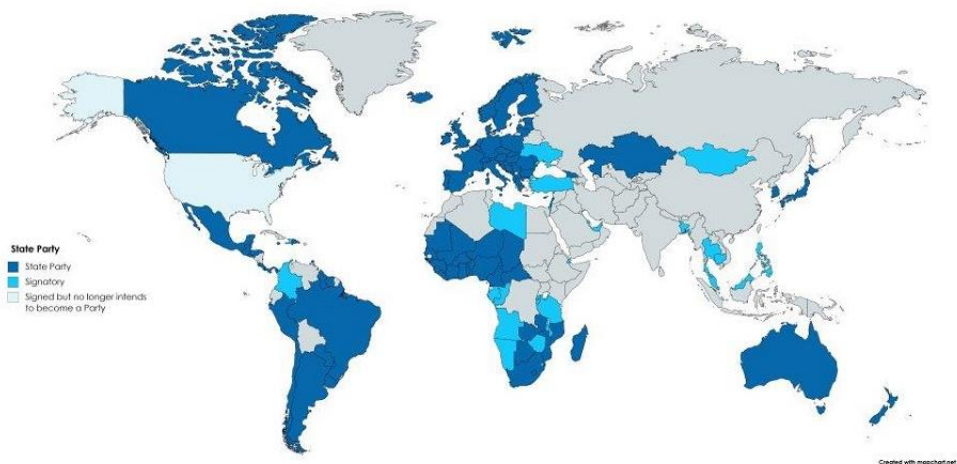 State Party
State Party
Signatory
Signed but no longer intends
to become a Party
Created with mapchart.net